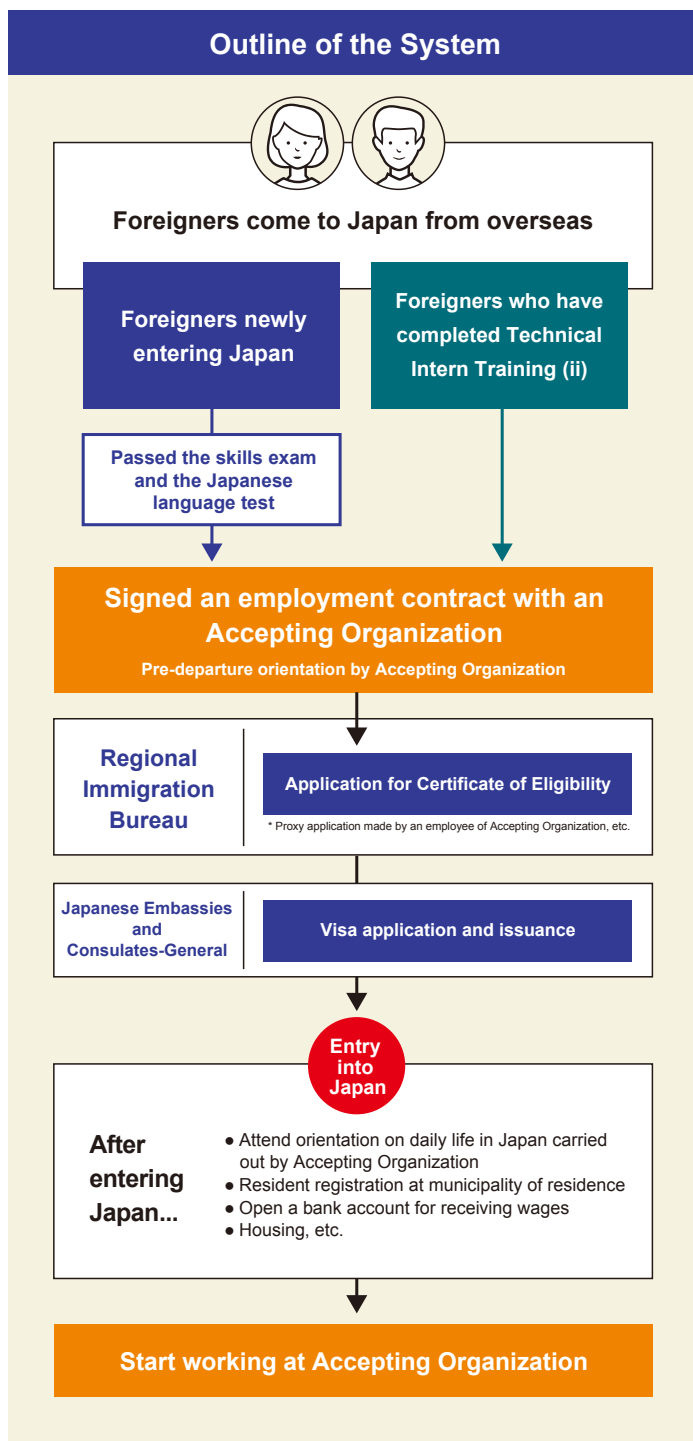 Outline of the System
Foreigners come to Japan from overseas
Foreigners newly
entering Japan
Foreigners who have
completed Technical
Intern Training (ii)
Passed the skills exam
and the Japanese
language test
Signed an employment contract with an
Accepting Organization
Pre-departure orientation by Accepting Organization
Regional
Immigration
Bureau
Application for Certificate of Eligibility
* Proxy application made by an employee of Accepting Organization, etc.
Japanese Embassies
and
Consulates-General
Visa application and issuance
Entry
into
Japan
After
entering
Japan...
● Attend orientation on daily life in Japan carried
out by Accepting Organization
● Resident registration at municipality of residence
● Open a bank account for receiving wages
● Housing, etc.
Start working at Accepting Organization